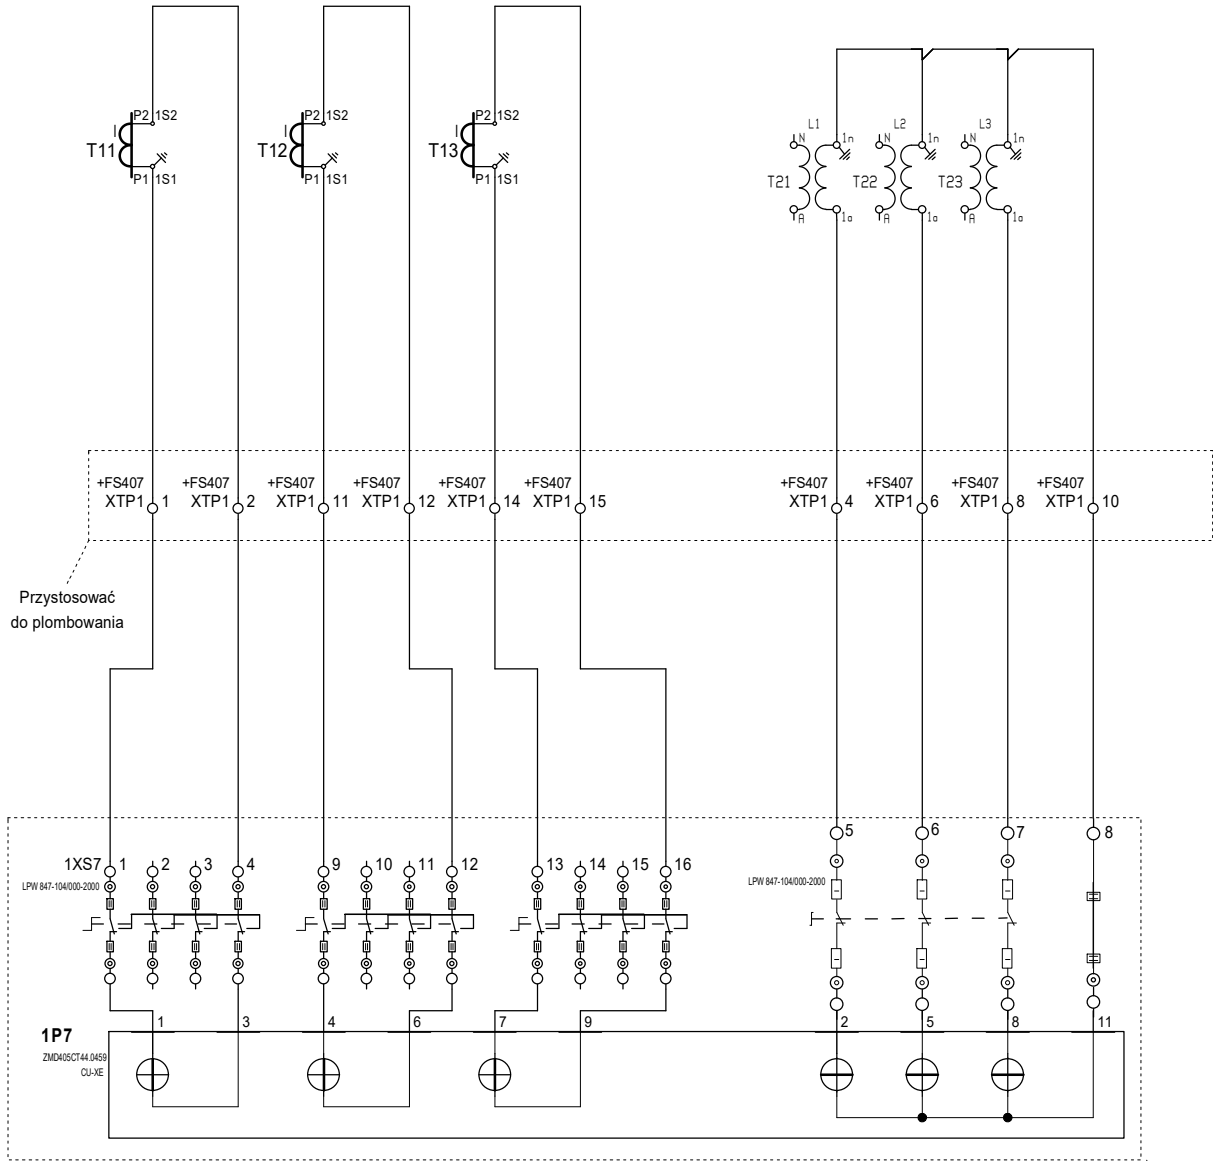 L1 L2 L3
P2 1S2 P2 1S2 P2 1S2
I I I
N 1n N 1n N 1n
T11 T12 T13
P1 1S1 P1 1S1 P1 1S1
T21 T22 T23
A 1a A 1a A 1a
+FS407 +FS407 +FS407 +FS407 +FS407 +FS407 +FS407 +FS407 +FS407 +FS407
XTP1 1 XTP1 2 XTP1 11 XTP1 12 XTP1 14 XTP1 15 XTP1 4 XTP1 6 XTP1 8 XTP1 10
Przystosować
do plombowania
5 6 7 8
1XS7 1 2 3 4 9 10 11 12 13 14 15 16
LPW 847-104/000-2000 LPW 847-104/000-2000
1 3 4 6 7 9 2 5 8 11
1P7
ZMD405CT44.0459
CU-XE